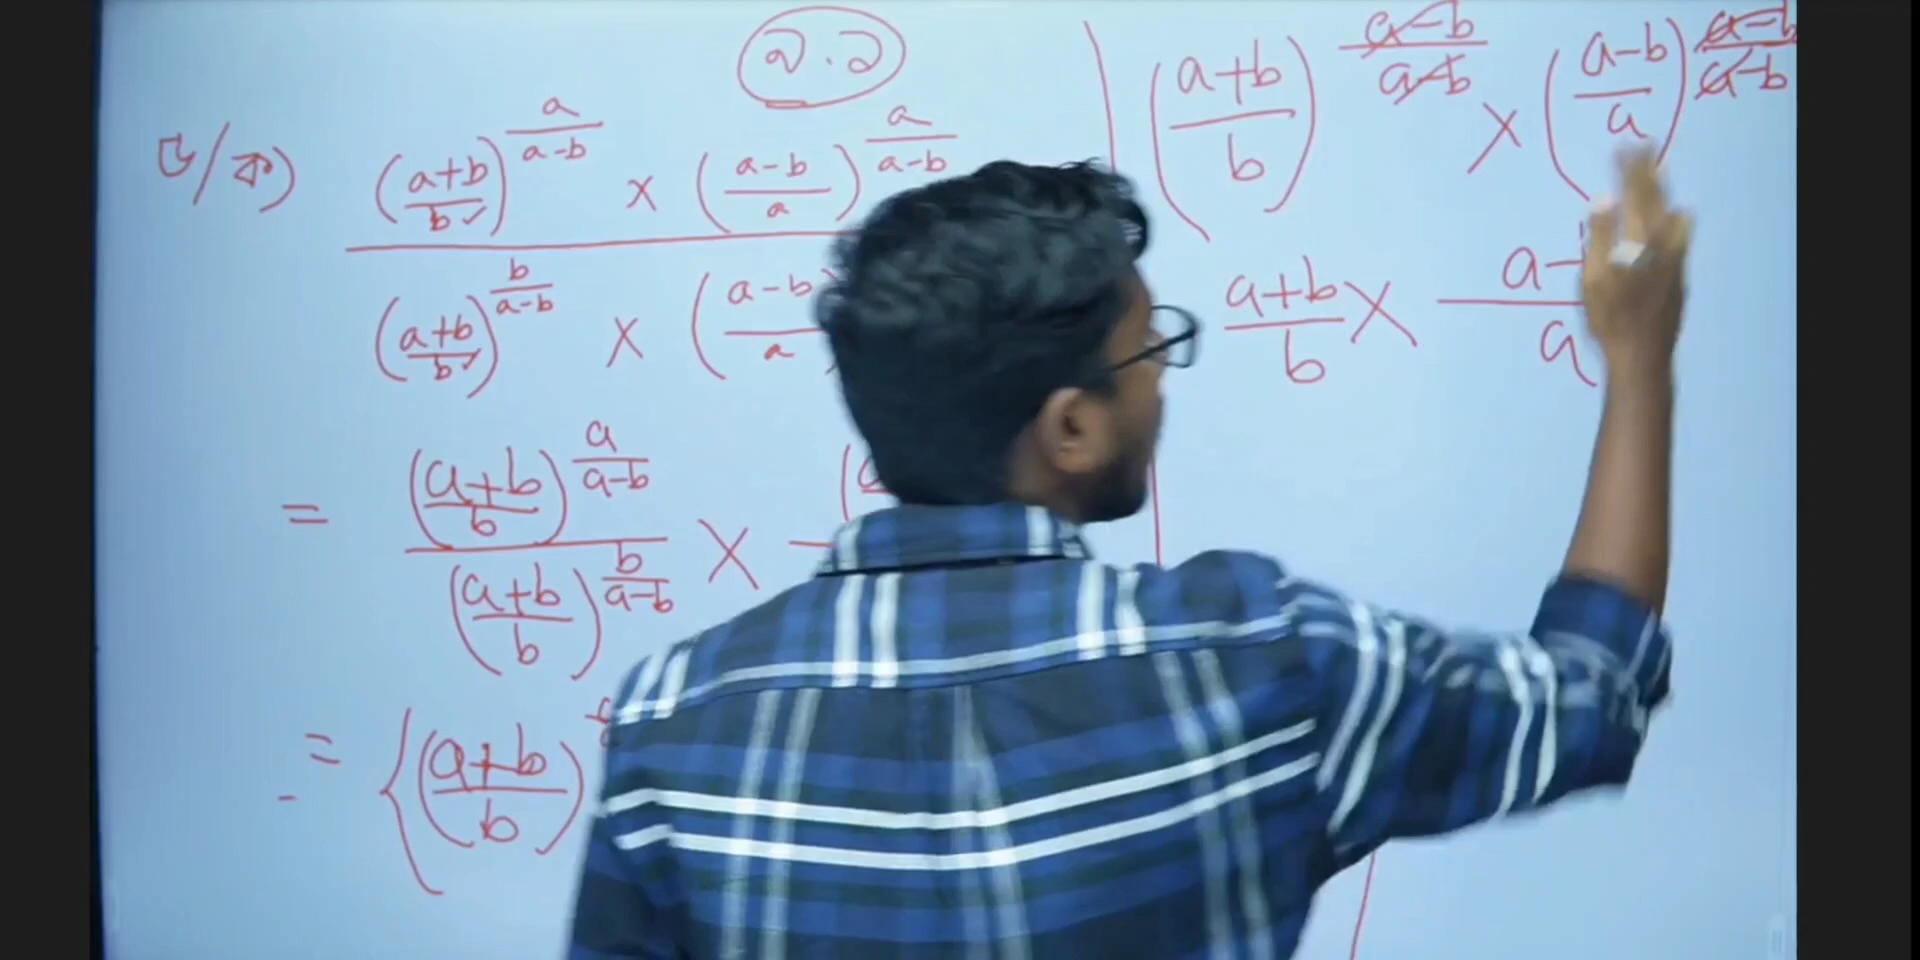 ২.২
ঢ/ক)
((a+b)/b)^(a/(a-b)) × ((a-b)/a)^(a/(a-b))
((a+b)/b)^(b/(a-b)) × ((a-b)/a
= ((a+b)/b)^(a/(a-b)) ×
((a+b)/b)^(b/(a-b))
= {((a+b)/b)
((a+b)/b)^((a-b)/(a-b)) × ((a-b)/a)^((a-b)/(a-b))
(a+b)/b × a-/a